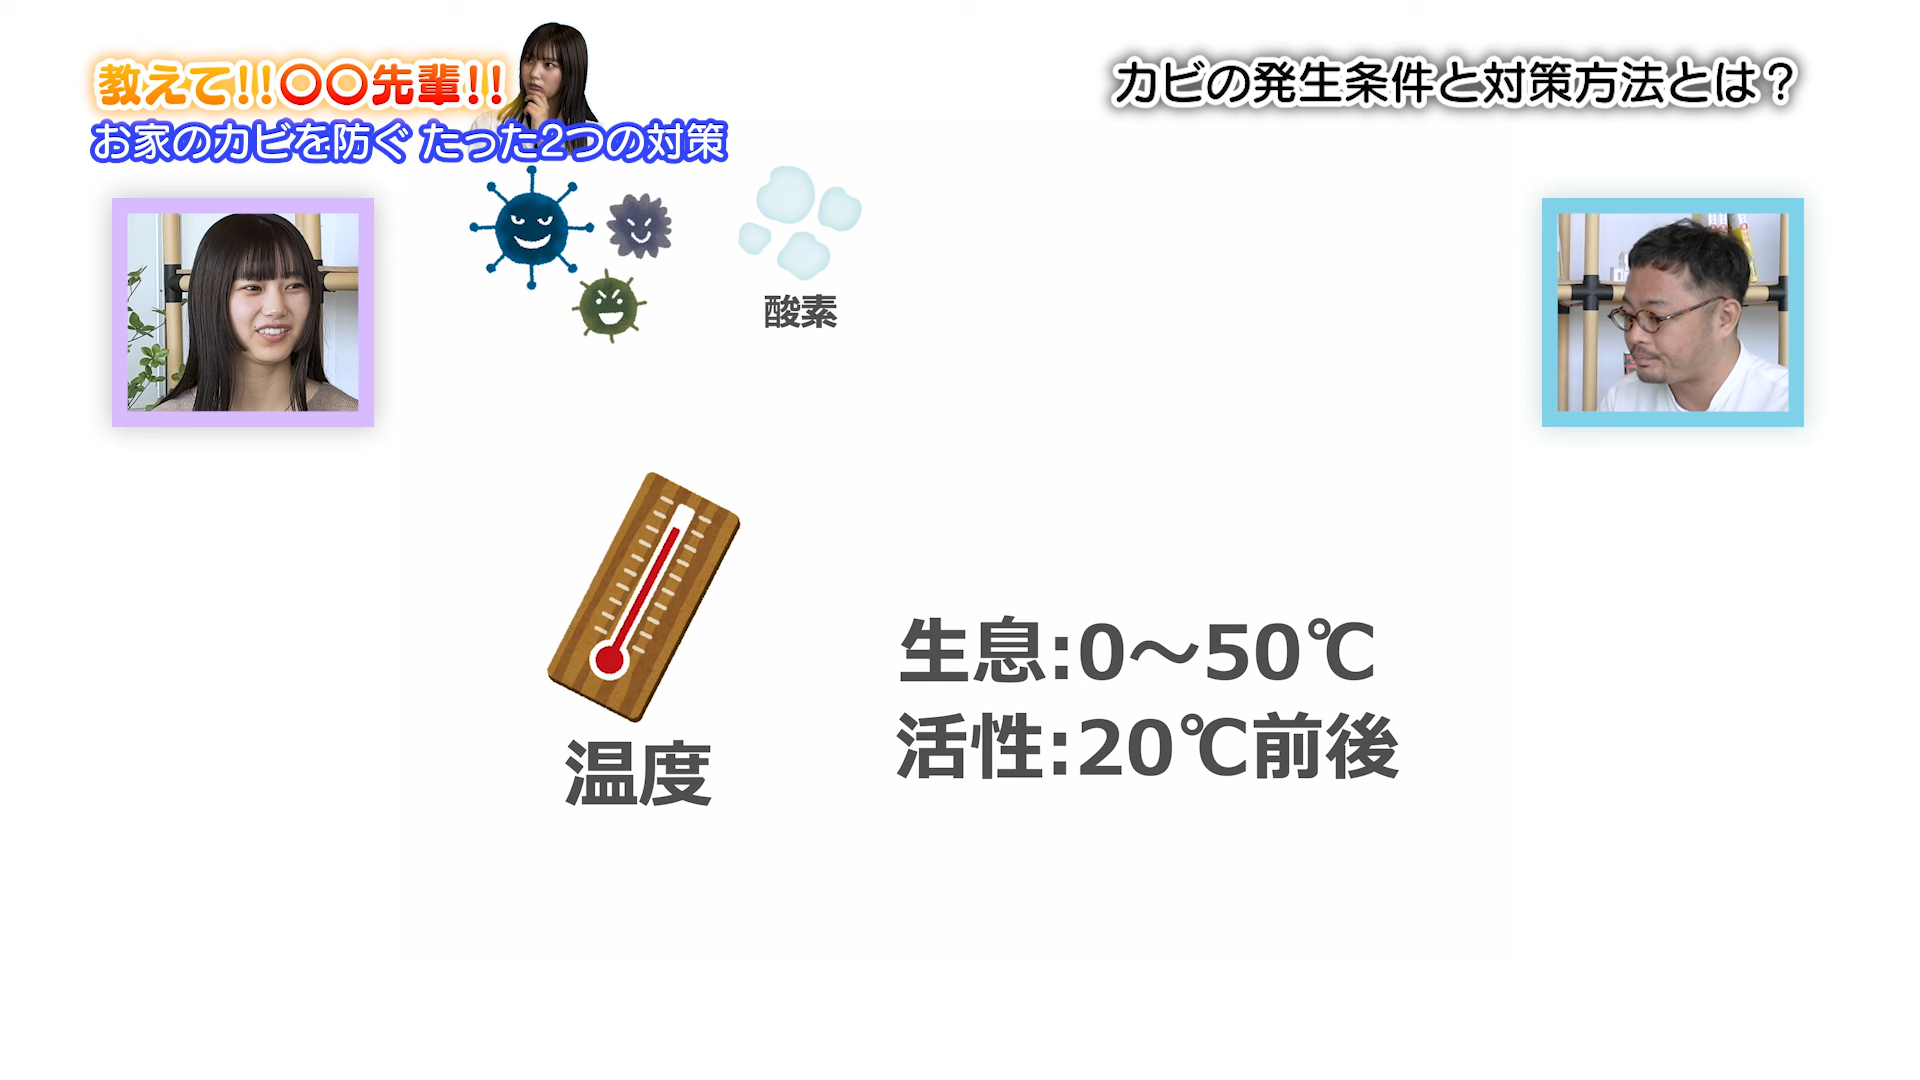 教えて!!〇〇先輩!!
お家のカビを防ぐ たった2つの対策
カビの発生条件と対策方法とは？
酸素
温度
生息:0～50℃
活性:20℃前後